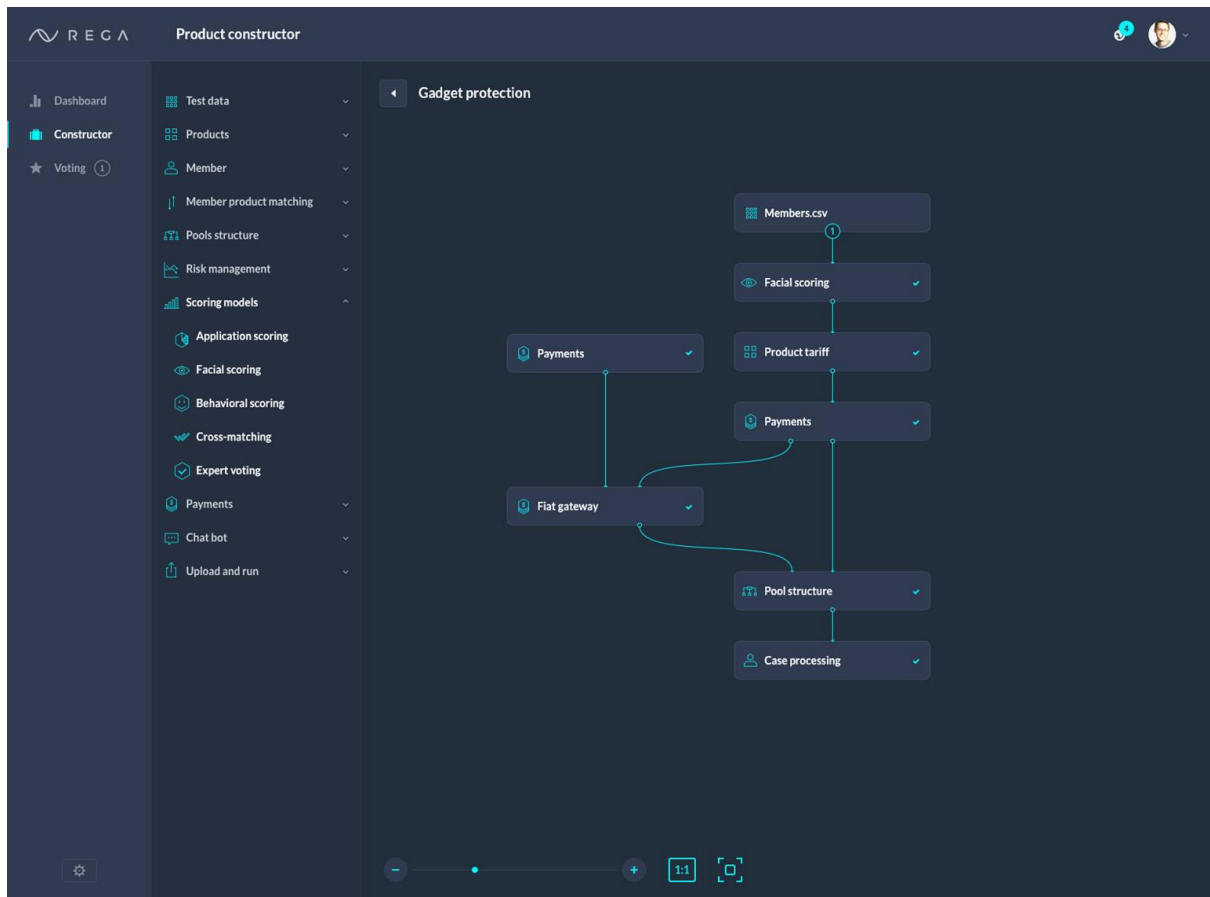 REGA
Product constructor
4
Dashboard
Constructor
Voting 1
Test data
Products
Member
Member product matching
Pools structure
Risk management
Scoring models
Application scoring
Facial scoring
Behavioral scoring
Cross-matching
Expert voting
Payments
Chat bot
Upload and run
Gadget protection
Members.csv
1
Facial scoring
Payments
Product tariff
Payments
Fiat gateway
Pool structure
Case processing
1:1